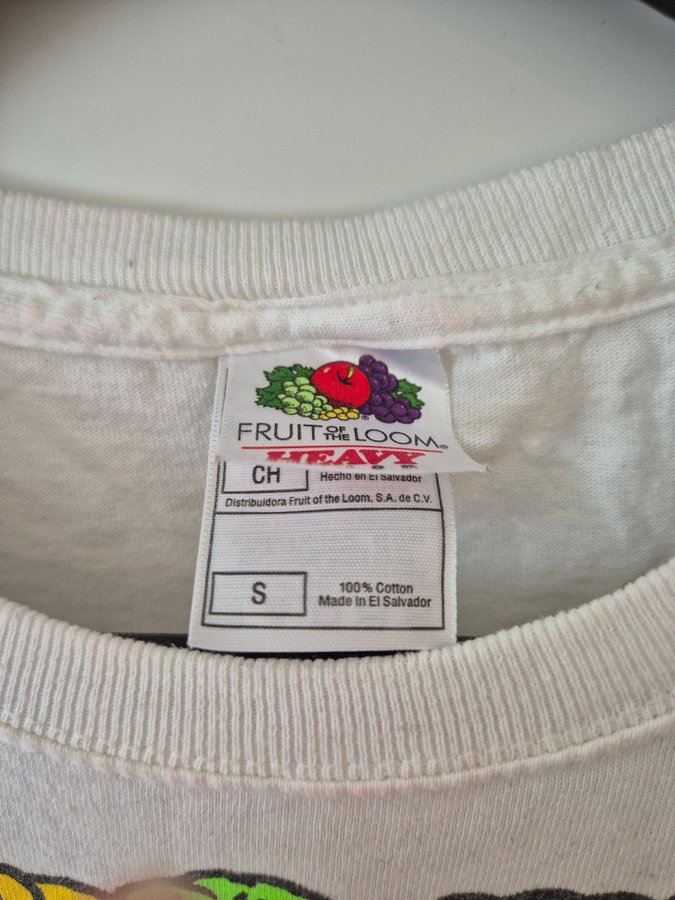 FRUIT OF THE LOOM®
HEAVY
CH
Hecho en El Salvador
Distribuidora Fruit of the Loom, S.A. de C.V.
S
100% Cotton
Made in El Salvador